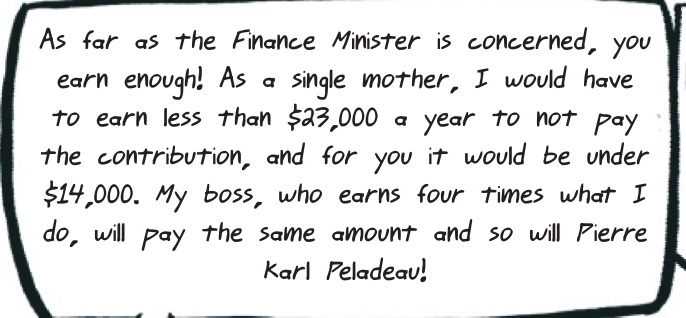 As far as the Finance Minister is concerned, you
earn enough! As a single mother, I would have
to earn less than $23,000 a year to not pay
the contribution, and for you it would be under
$14,000. My boss, who earns four times what I
do, will pay the same amount and so will Pierre
Karl Peladeau!